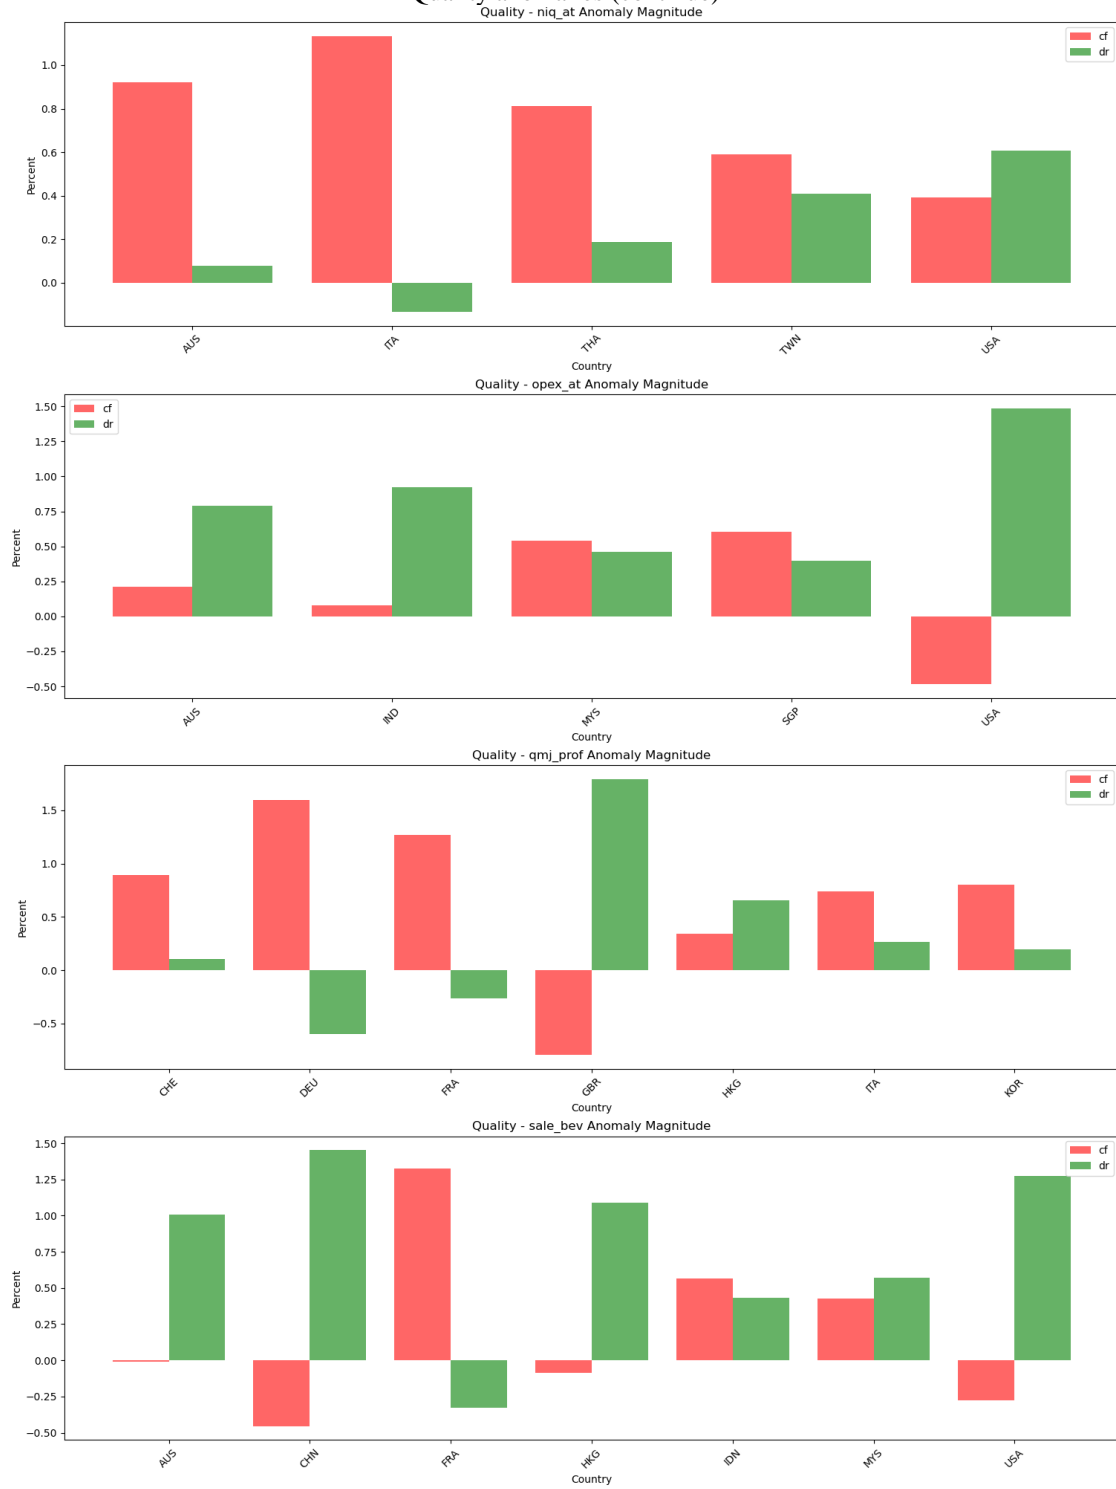 Quality - niq_at Anomaly Magnitude
cf
dr
1.0
0.8
0.6
0.4
0.2
0.0
Percent
AUS ITA THA TWN USA
Country
Quality - opex_at Anomaly Magnitude
cf
dr
1.50
1.25
1.00
0.75
0.50
0.25
0.00
−0.25
−0.50
Percent
AUS IND MYS SGP USA
Country
Quality - qmj_prof Anomaly Magnitude
cf
dr
1.5
1.0
0.5
0.0
−0.5
Percent
CHE DEU FRA GBR HKG ITA KOR
Country
Quality - sale_bev Anomaly Magnitude
cf
dr
1.50
1.25
1.00
0.75
0.50
0.25
0.00
−0.25
−0.50
Percent
AUS CHN FRA HKG IDN MYS USA
Country